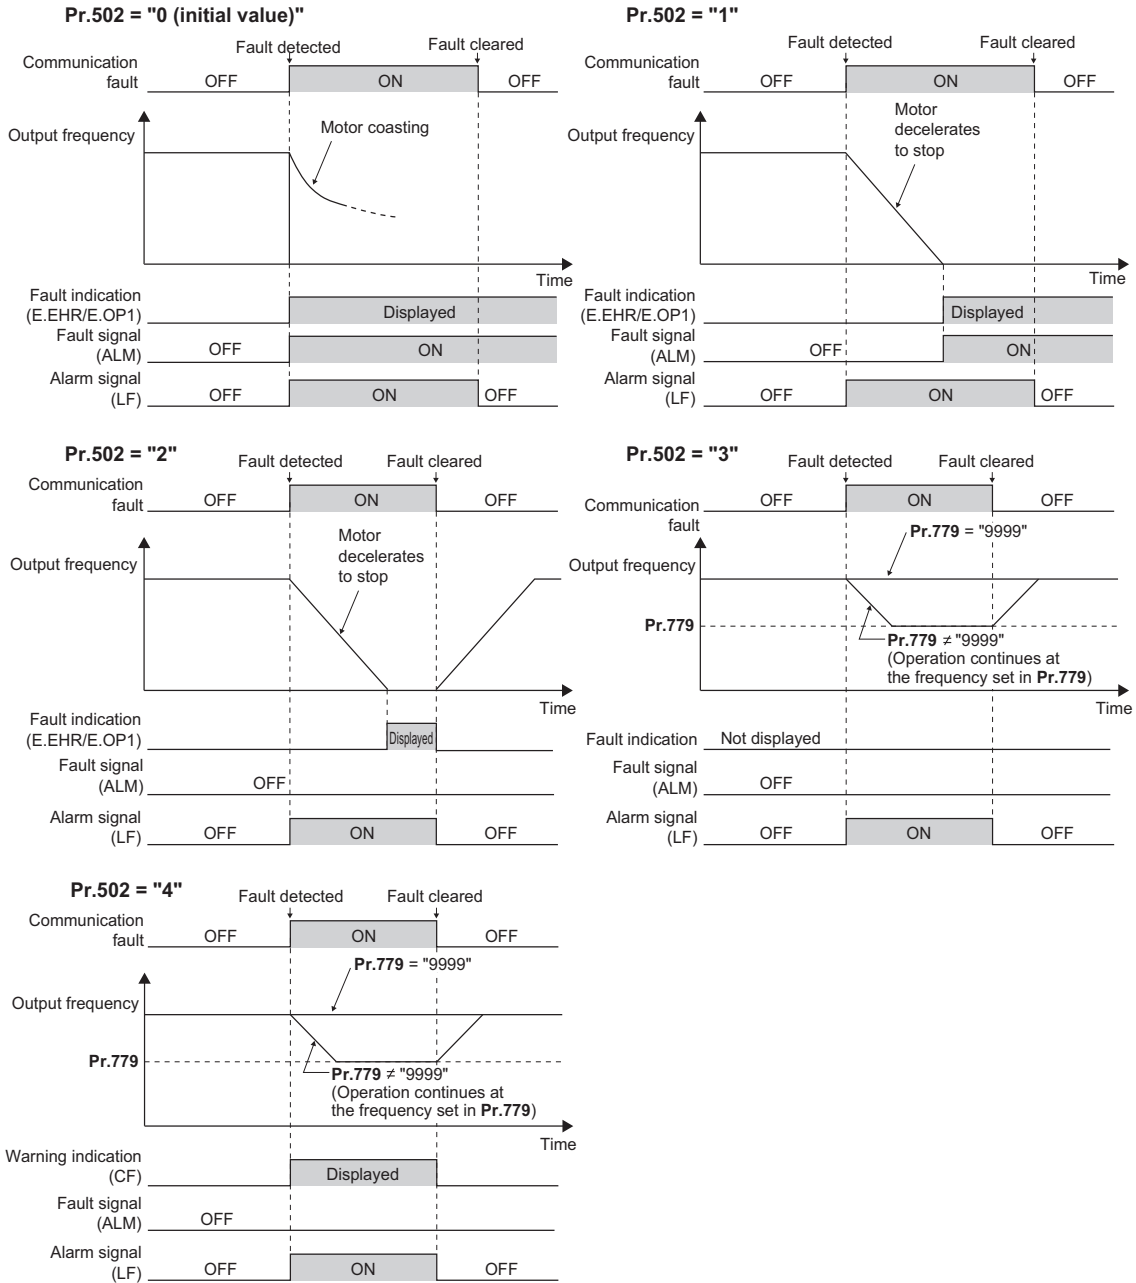 Pr.502 = "0 (initial value)"
Fault detected
Fault cleared
Communication
fault
OFF
ON
OFF
Output frequency
Motor coasting
Time
Fault indication
(E.EHR/E.OP1)
Displayed
Fault signal
(ALM)
OFF
ON
Alarm signal
(LF)
OFF
ON
OFF
Pr.502 = "1"
Fault detected
Fault cleared
Communication
fault
OFF
ON
OFF
Output frequency
Motor
decelerates
to stop
Time
Fault indication
(E.EHR/E.OP1)
Displayed
Fault signal
(ALM)
OFF
ON
Alarm signal
(LF)
OFF
ON
OFF
Pr.502 = "2"
Fault detected
Fault cleared
Communication
fault
OFF
ON
OFF
Output frequency
Motor
decelerates
to stop
Time
Fault indication
(E.EHR/E.OP1)
Displayed
Fault signal
(ALM)
OFF
Alarm signal
(LF)
OFF
ON
OFF
Pr.502 = "3"
Fault detected
Fault cleared
Communication
fault
OFF
ON
OFF
Pr.779 = "9999"
Output frequency
Pr.779
Pr.779 ≠ "9999"
(Operation continues at
the frequency set in Pr.779)
Time
Fault indication
Not displayed
Fault signal
(ALM)
OFF
Alarm signal
(LF)
OFF
ON
OFF
Pr.502 = "4"
Fault detected
Fault cleared
Communication
fault
OFF
ON
OFF
Pr.779 = "9999"
Output frequency
Pr.779
Pr.779 ≠ "9999"
(Operation continues at
the frequency set in Pr.779)
Time
Warning indication
(CF)
Displayed
Fault signal
(ALM)
OFF
Alarm signal
(LF)
OFF
ON
OFF